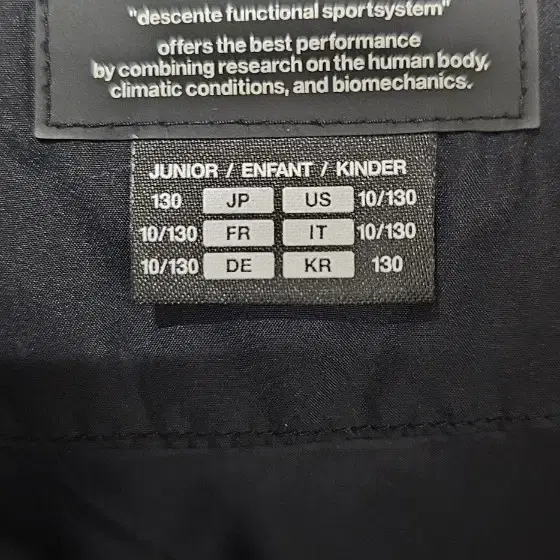 "descente functional sportsystem"
offers the best performance
by combining research on the human body,
climatic conditions, and biomechanics.
JUNIOR / ENFANT / KINDER
130 JP US 10/130
10/130 FR IT 10/130
10/130 DE KR 130